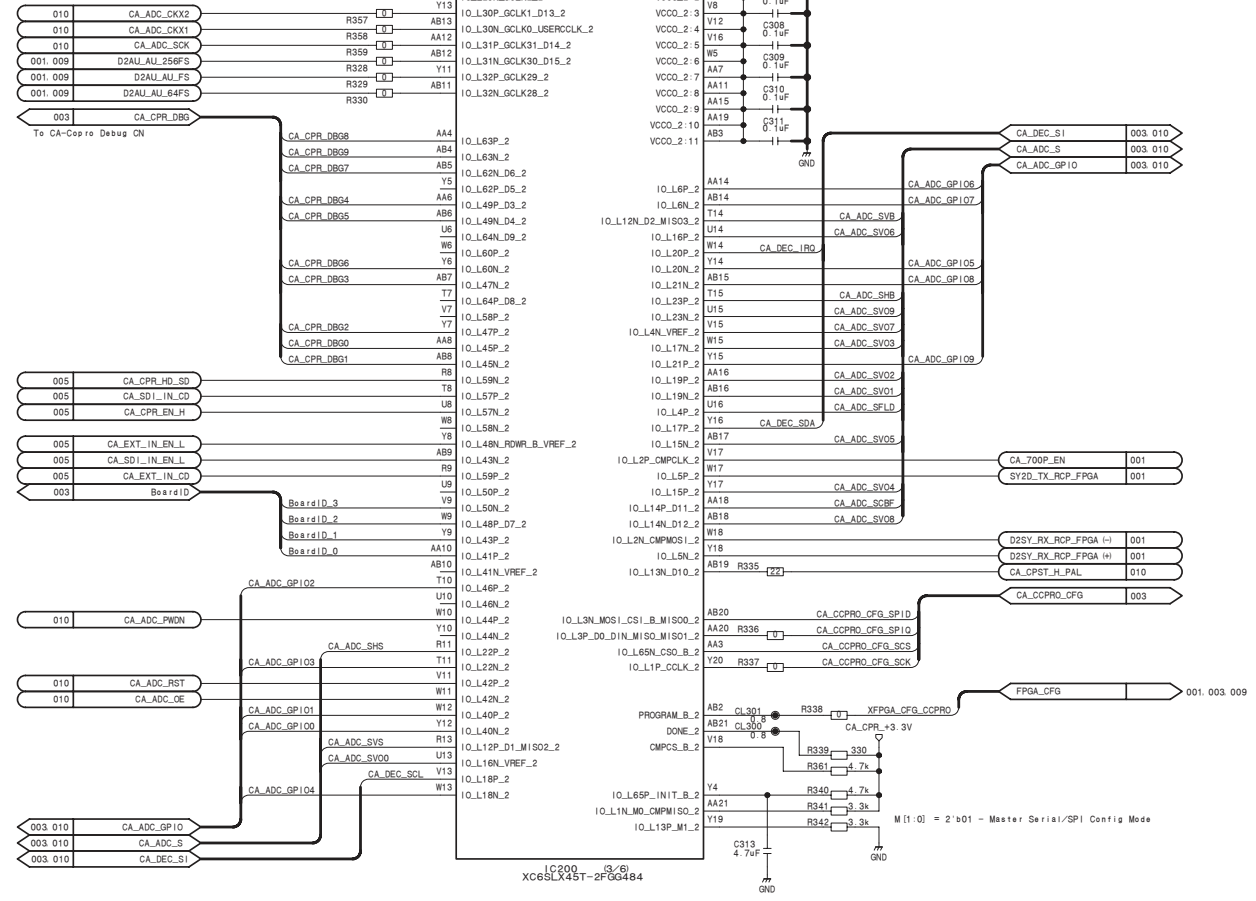 010 CA_ADC_CKX2 R357 0 Y13 IO_L30P_GCLK1_D13_2
010 CA_ADC_CKX1 R358 0 AB13 IO_L30N_GCLK0_USERCCLK_2
010 CA_ADC_SCK R359 0 AA12 IO_L31P_GCLK31_D14_2
001. 009 D2AU_AU_256FS R328 0 AB12 IO_L31N_GCLK30_D15_2
001. 009 D2AU_AU_FS R329 0 Y11 IO_L32P_GCLK29_2
001. 009 D2AU_AU_64FS R330 0 AB11 IO_L32N_GCLK28_2
003 CA_CPR_DBG
To CA-Copro Debug CN
CA_CPR_DBG8 AA4 IO_L63P_2
CA_CPR_DBG9 AB4 IO_L63N_2
CA_CPR_DBG7 AB5 IO_L62N_D6_2
Y5 IO_L62P_D5_2
CA_CPR_DBG4 AA6 IO_L49P_D3_2
CA_CPR_DBG5 AB6 IO_L49N_D4_2
U6 IO_L64N_D9_2
W6 IO_L60P_2
CA_CPR_DBG6 Y6 IO_L60N_2
CA_CPR_DBG3 AB7 IO_L47N_2
T7 IO_L64P_D8_2
V7 IO_L58P_2
CA_CPR_DBG2 Y7 IO_L47P_2
CA_CPR_DBG0 AA8 IO_L45P_2
CA_CPR_DBG1 AB8 IO_L45N_2
005 CA_CPR_HD_SD R8 IO_L59N_2
005 CA_SDI_IN_CD T8 IO_L57P_2
005 CA_CPR_EN_H U8 IO_L57N_2
W8 IO_L58N_2
005 CA_EXT_IN_EN_L Y8 IO_L48N_RDWR_B_VREF_2
005 CA_SDI_IN_EN_L AB9 IO_L43N_2
005 CA_EXT_IN_CD R9 IO_L59P_2
003 BoardID U9 IO_L50P_2
BoardID_3 V9 IO_L50N_2
BoardID_2 W9 IO_L48P_D7_2
BoardID_1 Y9 IO_L43P_2
BoardID_0 AA10 IO_L41P_2
AB10 IO_L41N_VREF_2
CA_ADC_GPIO2 T10 IO_L46P_2
U10 IO_L46N_2
010 CA_ADC_PWDN W10 IO_L44P_2
Y10 IO_L44N_2
CA_ADC_SHS R11 IO_L22P_2
CA_ADC_GPIO3 T11 IO_L22N_2
010 CA_ADC_RST V11 IO_L42P_2
010 CA_ADC_OE W11 IO_L42N_2
CA_ADC_GPIO1 W12 IO_L40P_2
CA_ADC_GPIO0 Y12 IO_L40N_2
CA_ADC_SVS R13 IO_L12P_D1_MISO2_2
CA_ADC_SVO0 U13 IO_L16N_VREF_2
CA_DEC_SCL V13 IO_L18P_2
CA_ADC_GPIO4 W13 IO_L18N_2
003. 010 CA_ADC_GPIO
003. 010 CA_ADC_S
003. 010 CA_DEC_SI
VCCO_2:3 V8 0.1uF
VCCO_2:4 V12 C308 0.1uF
VCCO_2:5 V16
VCCO_2:6 W5 C309 0.1uF
VCCO_2:7 AA7
VCCO_2:8 AA11 C310 0.1uF
VCCO_2:9 AA15
VCCO_2:10 AA19 C311 0.1uF
VCCO_2:11 AB3
GND
CA_DEC_SI 003. 010
CA_ADC_S 003. 010
CA_ADC_GPIO 003. 010
IO_L6P_2 AA14 CA_ADC_GPIO6
IO_L6N_2 AB14 CA_ADC_GPIO7
IO_L12N_D2_MISO3_2 T14 CA_ADC_SVB
IO_L16P_2 U14 CA_ADC_SVO6
IO_L20P_2 W14 CA_DEC_IRQ
IO_L20N_2 Y14 CA_ADC_GPIO5
IO_L21N_2 AB15 CA_ADC_GPIO8
IO_L23P_2 T15 CA_ADC_SHB
IO_L23N_2 U15 CA_ADC_SVO9
IO_L4N_VREF_2 V15 CA_ADC_SVO7
IO_L17N_2 W15 CA_ADC_SVO3
IO_L21P_2 Y15 CA_ADC_GPIO9
IO_L19P_2 AA16 CA_ADC_SVO2
IO_L19N_2 AB16 CA_ADC_SVO1
IO_L4P_2 U16 CA_ADC_SFLD
IO_L17P_2 Y16 CA_DEC_SDA
IO_L15N_2 AB17 CA_ADC_SVO5
IO_L2P_CMPCLK_2 V17 CA_700P_EN 001
IO_L5P_2 W17 SY2D_TX_RCP_FPGA 001
IO_L15P_2 Y17 CA_ADC_SVO4
IO_L14P_D11_2 AA18 CA_ADC_SCBF
IO_L14N_D12_2 AB18 CA_ADC_SVO8
IO_L2N_CMPMOSI_2 W18 D2SY_RX_RCP_FPGA (-) 001
IO_L5N_2 Y18 D2SY_RX_RCP_FPGA (+) 001
IO_L13N_D10_2 AB19 R335 22 CA_CPST_H_PAL 010
CA_CCPRO_CFG 003
IO_L3N_MOSI_CSI_B_MISO0_2 AB20 CA_CCPRO_CFG_SPID
IO_L3P_D0_DIN_MISO_MISO1_2 AA20 R336 0 CA_CCPRO_CFG_SPIQ
IO_L65N_CSO_B_2 AA3 CA_CCPRO_CFG_SCS
IO_L1P_CCLK_2 Y20 R337 0 CA_CCPRO_CFG_SCK
FPGA_CFG 001. 003. 009
PROGRAM_B_2 AB2 CL301 0.8 R338 0 XFPGA_CFG_CCPRO
DONE_2 AB21 CL300 0.8 CA_CPR_+3.3V
CMPCS_B_2 V18 R339 330
R361 4.7k
IO_L65P_INIT_B_2 Y4 R340 4.7k
IO_L1N_M0_CMPMISO_2 AA21 R341 3.3k
IO_L13P_M1_2 Y19 R342 3.3k
M[1:0] = 2'b01 - Master Serial/SPI Config Mode
C313 4.7uF
GND
GND
IC200 (3/6)
XC6SLX45T-2FGG484